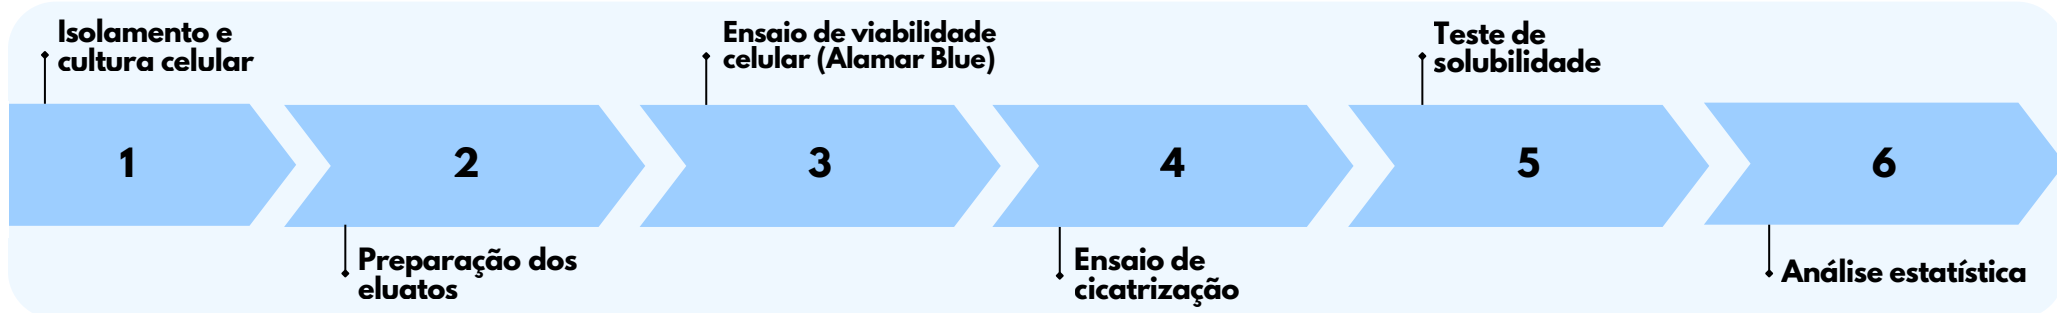 Isolamento e
cultura celular
Ensaio de viabilidade
celular (Alamar Blue)
Teste de
solubilidade
1
2
3
4
5
6
Preparação dos
eluatos
Ensaio de
cicatrização
Análise estatística